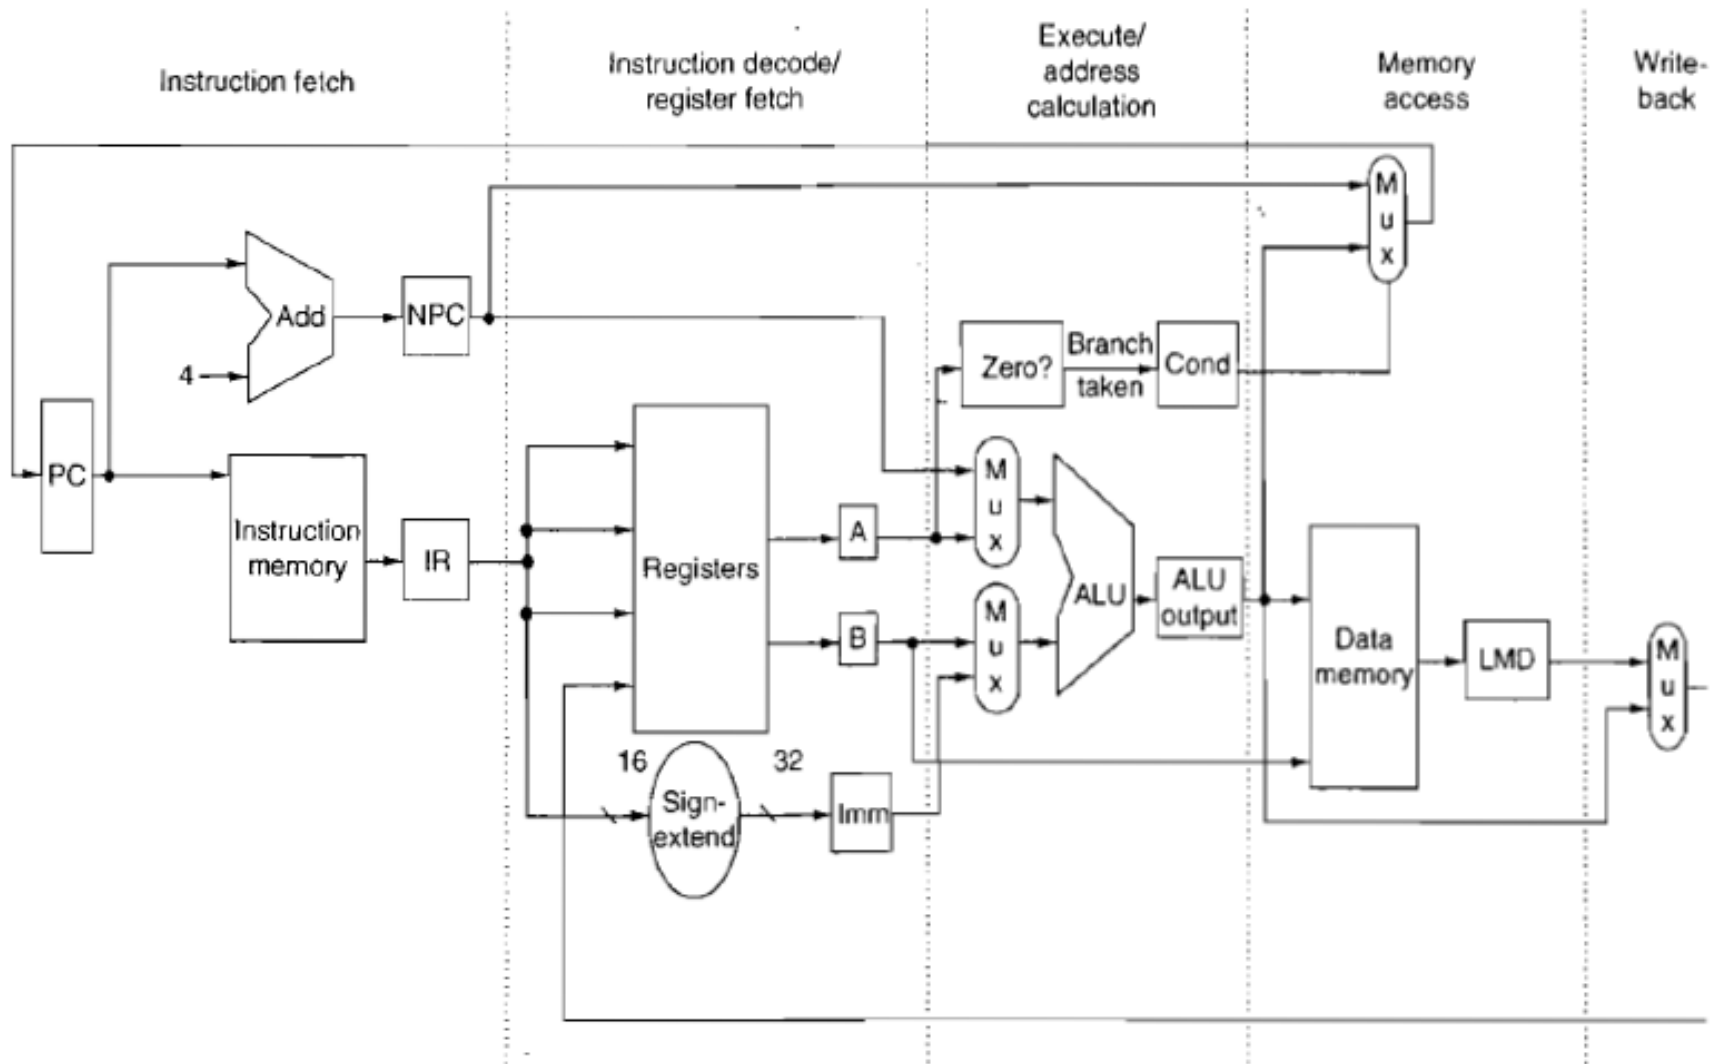 Instruction fetch
Instruction decode/
register fetch
Execute/
address
calculation
Memory
access
Write-
back
M
u
x
Add
NPC
4
Zero?
Branch
taken
Cond
PC
Instruction
memory
IR
Registers
A
B
M
u
x
M
u
x
ALU
ALU
output
Data
memory
LMD
M
u
x
16
32
Sign-
extend
Imm